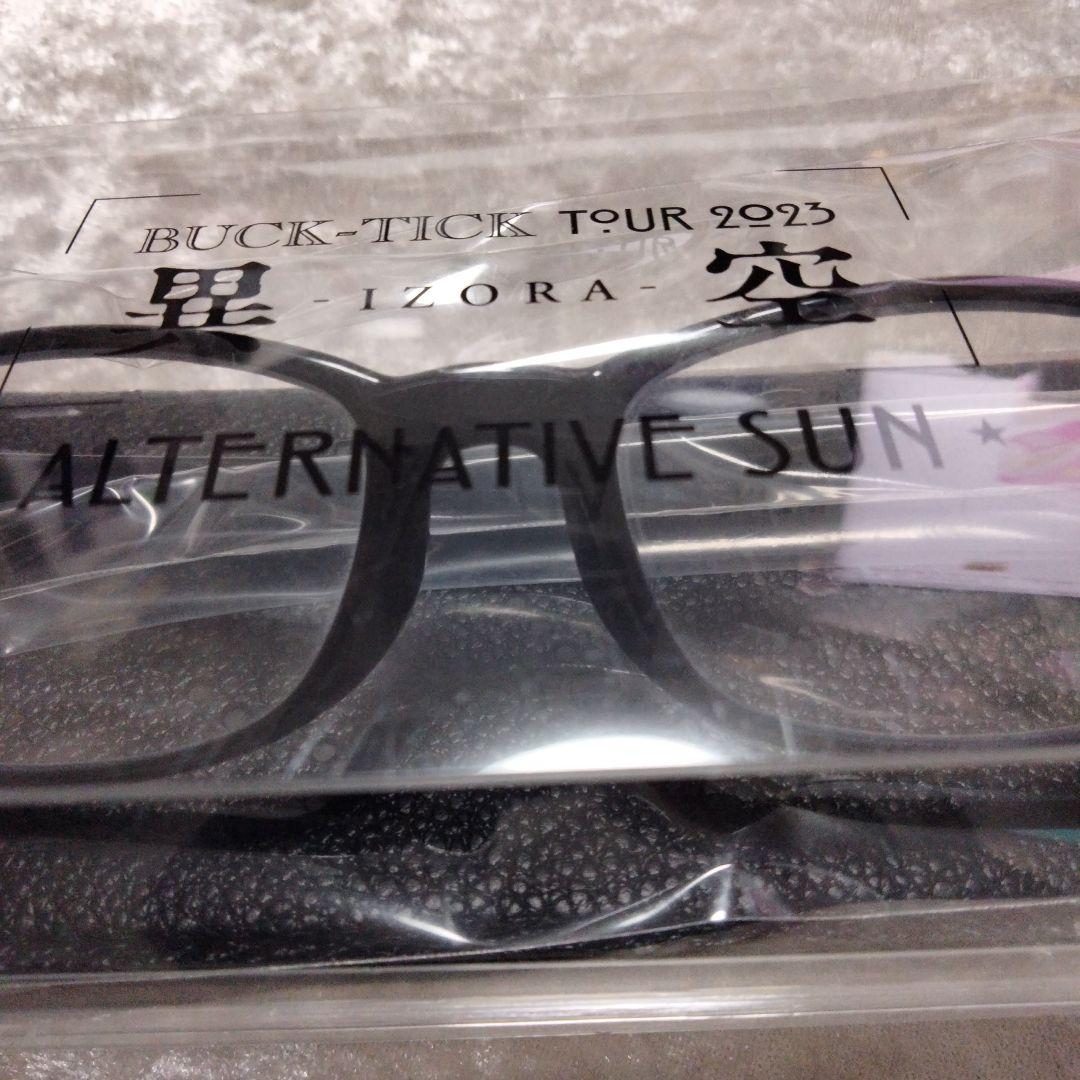 BUCK-TICK TOUR 2023
異 -IZORA- 空
ALTERNATIVE SUN ★